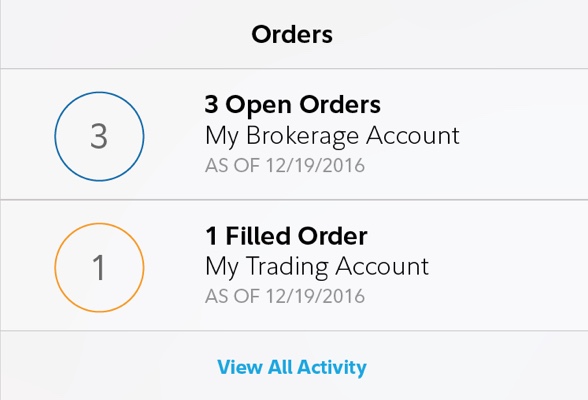 Orders
3
3 Open Orders
My Brokerage Account
AS OF 12/19/2016
1
1 Filled Order
My Trading Account
AS OF 12/19/2016
View All Activity